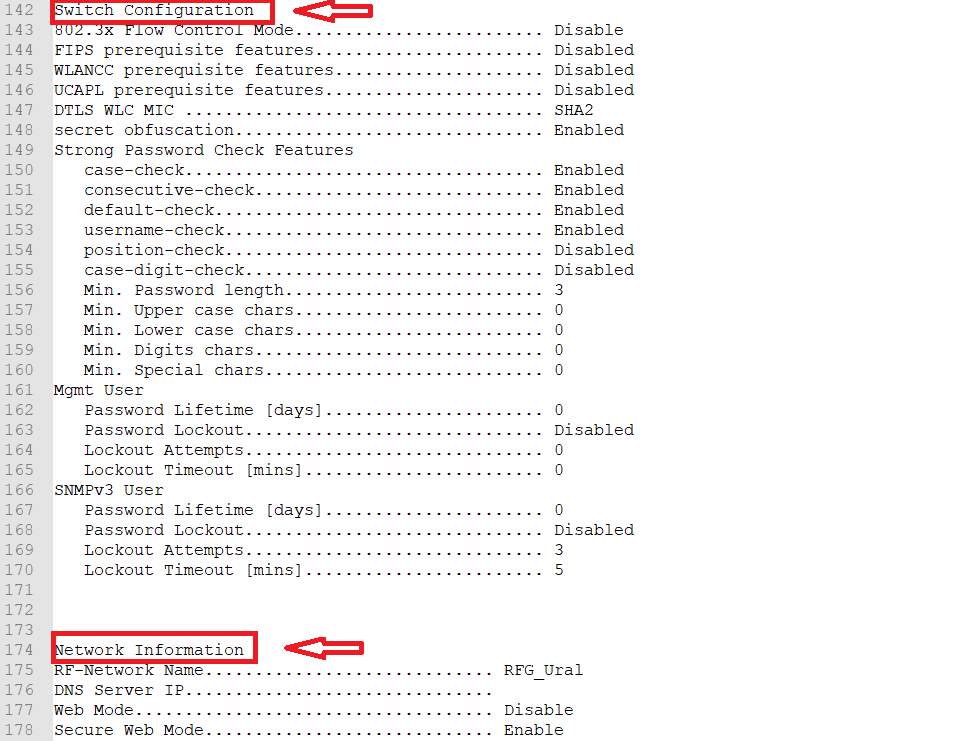 142 Switch Configuration
143 802.3x Flow Control Mode......................... Disable
144 FIPS prerequisite features....................... Disabled
145 WLANCC prerequisite features..................... Disabled
146 UCAPL prerequisite features...................... Disabled
147 DTLS WLC MIC .................................... SHA2
148 secret obfuscation............................... Enabled
149 Strong Password Check Features
150 case-check.................................... Enabled
151 consecutive-check............................. Enabled
152 default-check................................. Enabled
153 username-check................................ Enabled
154 position-check................................ Disabled
155 case-digit-check.............................. Disabled
156 Min. Password length.......................... 3
157 Min. Upper case chars......................... 0
158 Min. Lower case chars......................... 0
159 Min. Digits chars............................. 0
160 Min. Special chars............................ 0
161 Mgmt User
162 Password Lifetime [days]...................... 0
163 Password Lockout.............................. Disabled
164 Lockout Attempts.............................. 0
165 Lockout Timeout [mins]........................ 0
166 SNMPv3 User
167 Password Lifetime [days]...................... 0
168 Password Lockout.............................. Disabled
169 Lockout Attempts.............................. 3
170 Lockout Timeout [mins]........................ 5
171
172
173
174 Network Information
175 RF-Network Name............................. RFG_Ural
176 DNS Server IP...............................
177 Web Mode.................................... Disable
178 Secure Web Mode............................. Enable